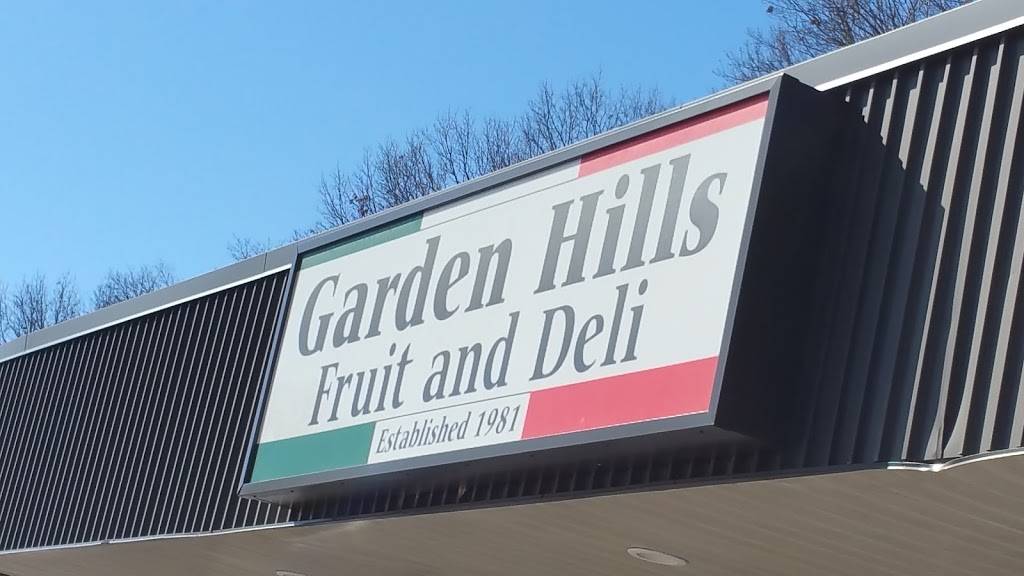 Garden Hills
Fruit and Deli
Established 1981